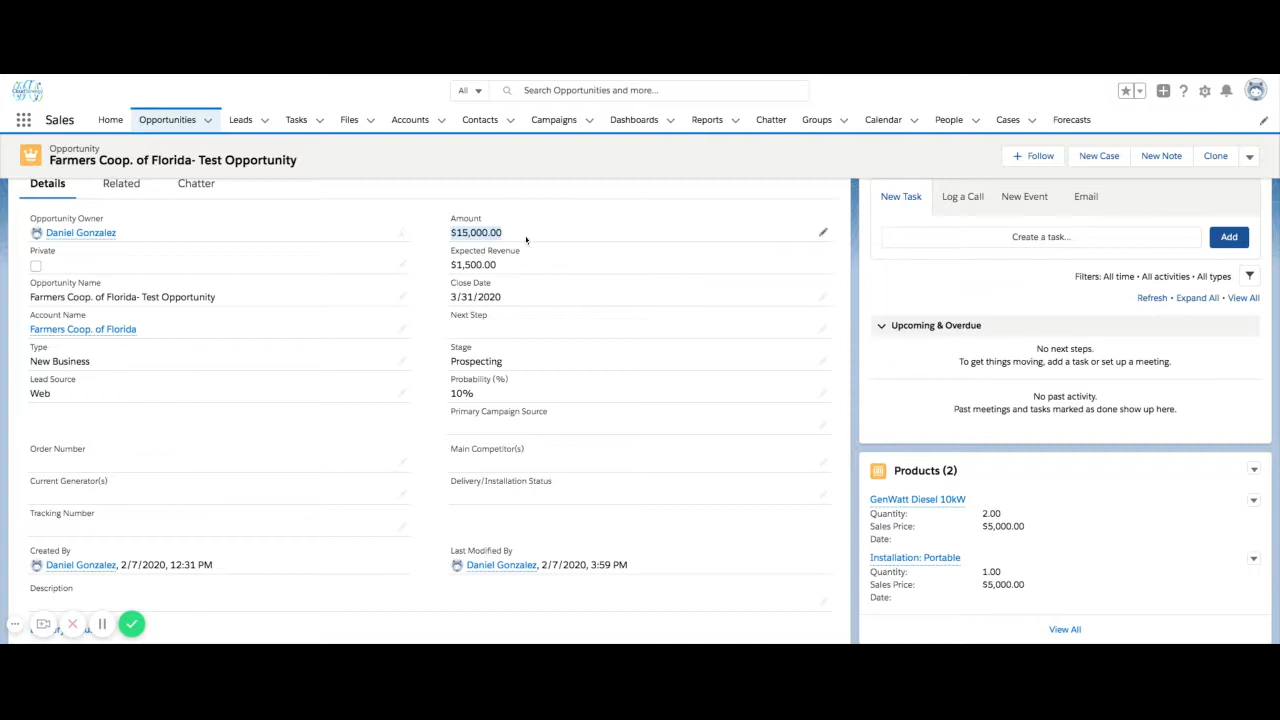 All
Search Opportunities and more...
Sales
Home
Opportunities
Leads
Tasks
Files
Accounts
Contacts
Campaigns
Dashboards
Reports
Chatter
Groups
Calendar
People
Cases
Forecasts
Opportunity
Farmers Coop. of Florida- Test Opportunity
+ Follow
New Case
New Note
Clone
Details
Related
Chatter
Opportunity Owner
Daniel Gonzalez
Private
Opportunity Name
Farmers Coop. of Florida- Test Opportunity
Account Name
Farmers Coop. of Florida
Type
New Business
Lead Source
Web
Order Number
Current Generator(s)
Tracking Number
Created By
Daniel Gonzalez, 2/7/2020, 12:31 PM
Description
Amount
$15,000.00
Expected Revenue
$1,500.00
Close Date
3/31/2020
Next Step
Stage
Prospecting
Probability (%)
10%
Primary Campaign Source
Main Competitor(s)
Delivery/Installation Status
Last Modified By
Daniel Gonzalez, 2/7/2020, 3:59 PM
New Task
Log a Call
New Event
Email
Create a task...
Add
Filters: All time • All activities • All types
Refresh • Expand All • View All
Upcoming & Overdue
No next steps.
To get things moving, add a task or set up a meeting.
No past activity.
Past meetings and tasks marked as done show up here.
Products (2)
GenWatt Diesel 10kW
Quantity: 2.00
Sales Price: $5,000.00
Date:
Installation: Portable
Quantity: 1.00
Sales Price: $5,000.00
Date:
View All